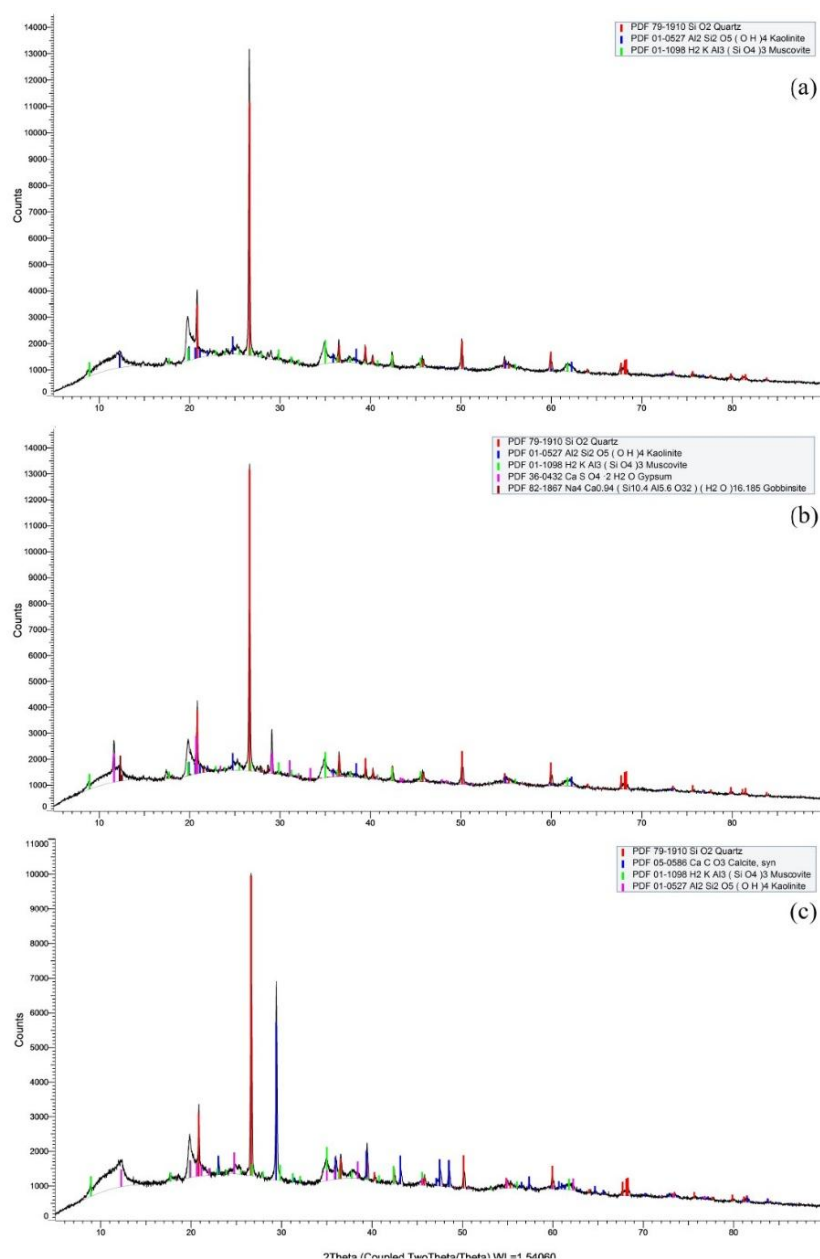 PDF 79-1910 Si O2 Quartz
PDF 01-0527 Al2 Si2 O5 ( O H )4 Kaolinite
PDF 01-1098 H2 K Al3 ( Si O4 )3 Muscovite
(a)
14000
13000
12000
11000
10000
9000
8000
7000
6000
5000
4000
3000
2000
1000
0
Counts
10 20 30 40 50 60 70 80
PDF 79-1910 Si O2 Quartz
PDF 01-0527 Al2 Si2 O5 ( O H )4 Kaolinite
PDF 01-1098 H2 K Al3 ( Si O4 )3 Muscovite
PDF 36-0432 Ca S O4 ·2 H2 O Gypsum
PDF 82-1867 Na4 Ca0.94 ( Si10.4 Al5.6 O32 ) ( H2 O )16.185 Gobbinsite
(b)
14000
13000
12000
11000
10000
9000
8000
7000
6000
5000
4000
3000
2000
1000
0
Counts
10 20 30 40 50 60 70 80
PDF 79-1910 Si O2 Quartz
PDF 05-0586 Ca C O3 Calcite, syn
PDF 01-1098 H2 K Al3 ( Si O4 )3 Muscovite
PDF 01-0527 Al2 Si2 O5 ( O H )4 Kaolinite
(c)
11000
10000
9000
8000
7000
6000
5000
4000
3000
2000
1000
0
Counts
10 20 30 40 50 60 70 80
2Theta (Coupled TwoTheta/Theta) WL=1.54060